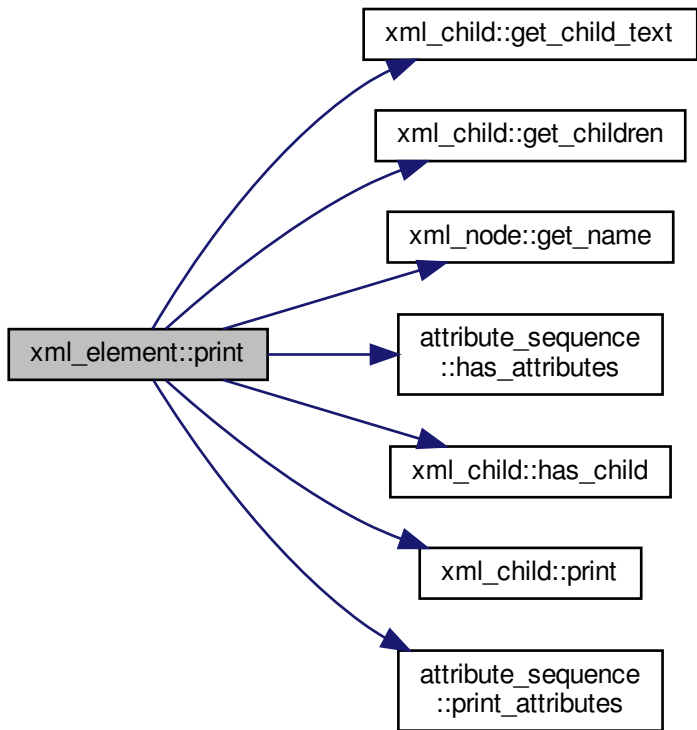 xml_child::get_child_text
xml_child::get_children
xml_node::get_name
xml_element::print
attribute_sequence
::has_attributes
xml_child::has_child
xml_child::print
attribute_sequence
::print_attributes